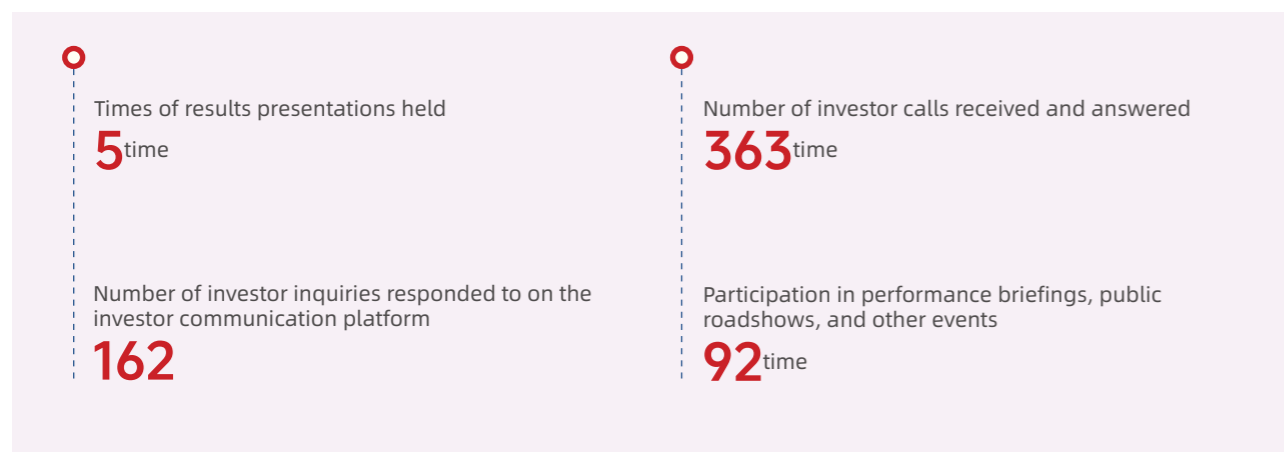 Times of results presentations held
5time
Number of investor inquiries responded to on the
investor communication platform
162
Number of investor calls received and answered
363time
Participation in performance briefings, public
roadshows, and other events
92time